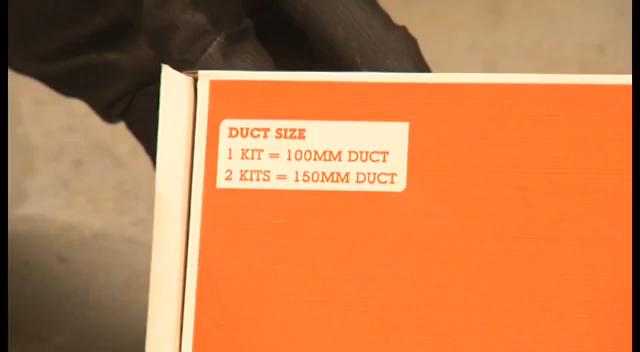 DUCT SIZE
1 KIT = 100MM DUCT
2 KITS = 150MM DUCT